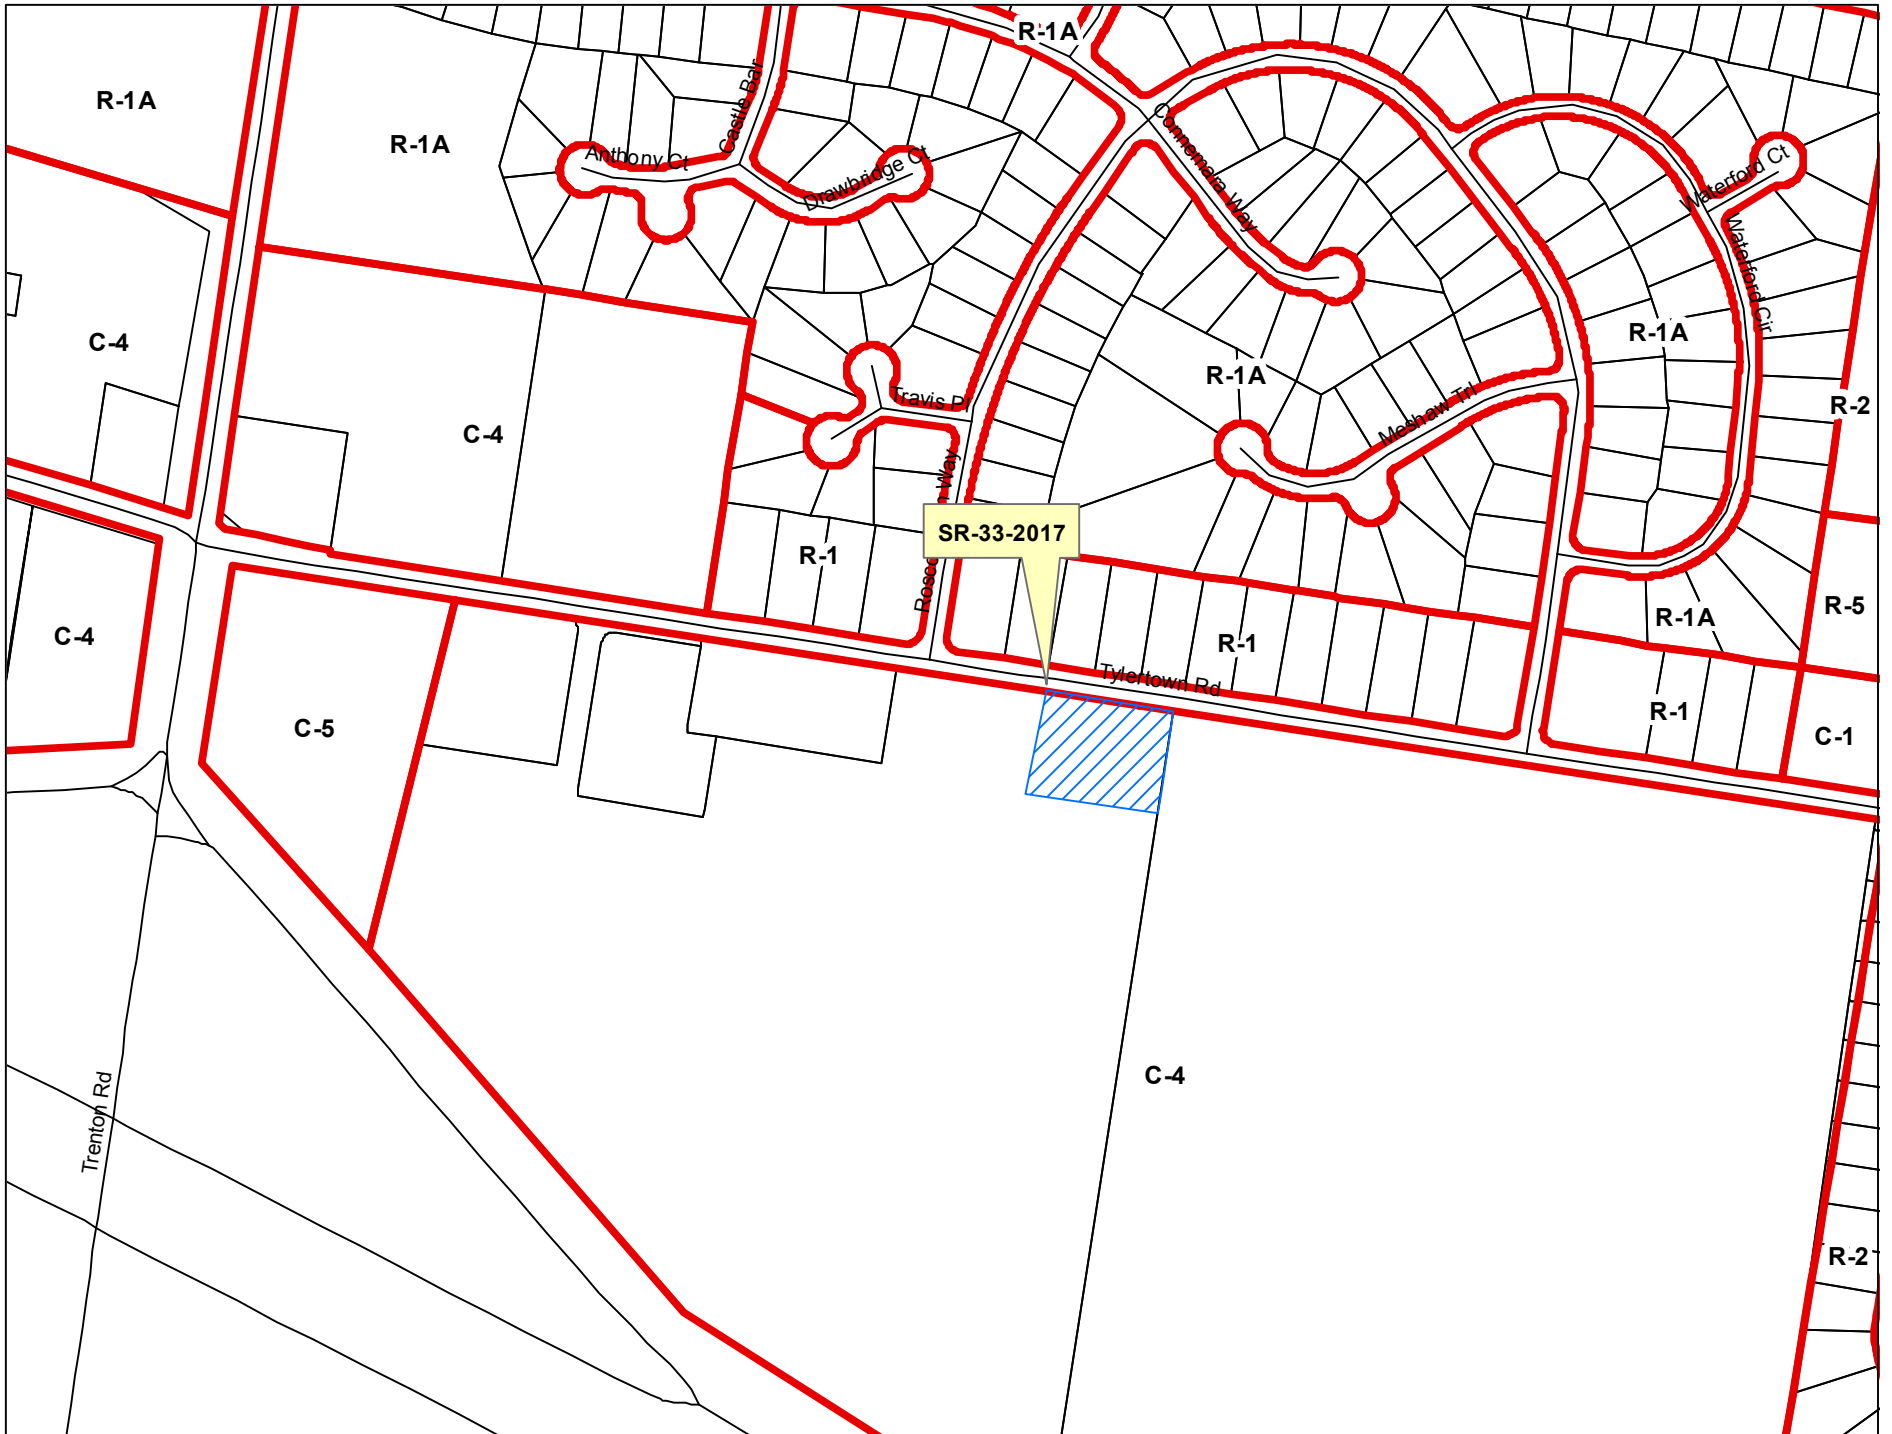 R-1A
R-1A
R-1A
Castle Bar
Anthony Ct
Drawbridge Ct
Connemara Way
Waterford Ct
Waterford Cir
C-4
R-1A
R-1A
R-2
Travis Pl
Meshaw Trl
C-4
Way
SR-33-2017
R-1
R-5
R-1A
C-4
R-1
Tylertown Rd
R-1
C-5
C-1
C-4
Trenton Rd
R-2